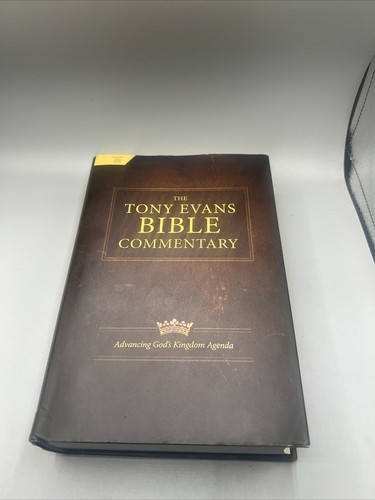 THE
TONY EVANS
BIBLE
COMMENTARY
Advancing God's Kingdom Agenda